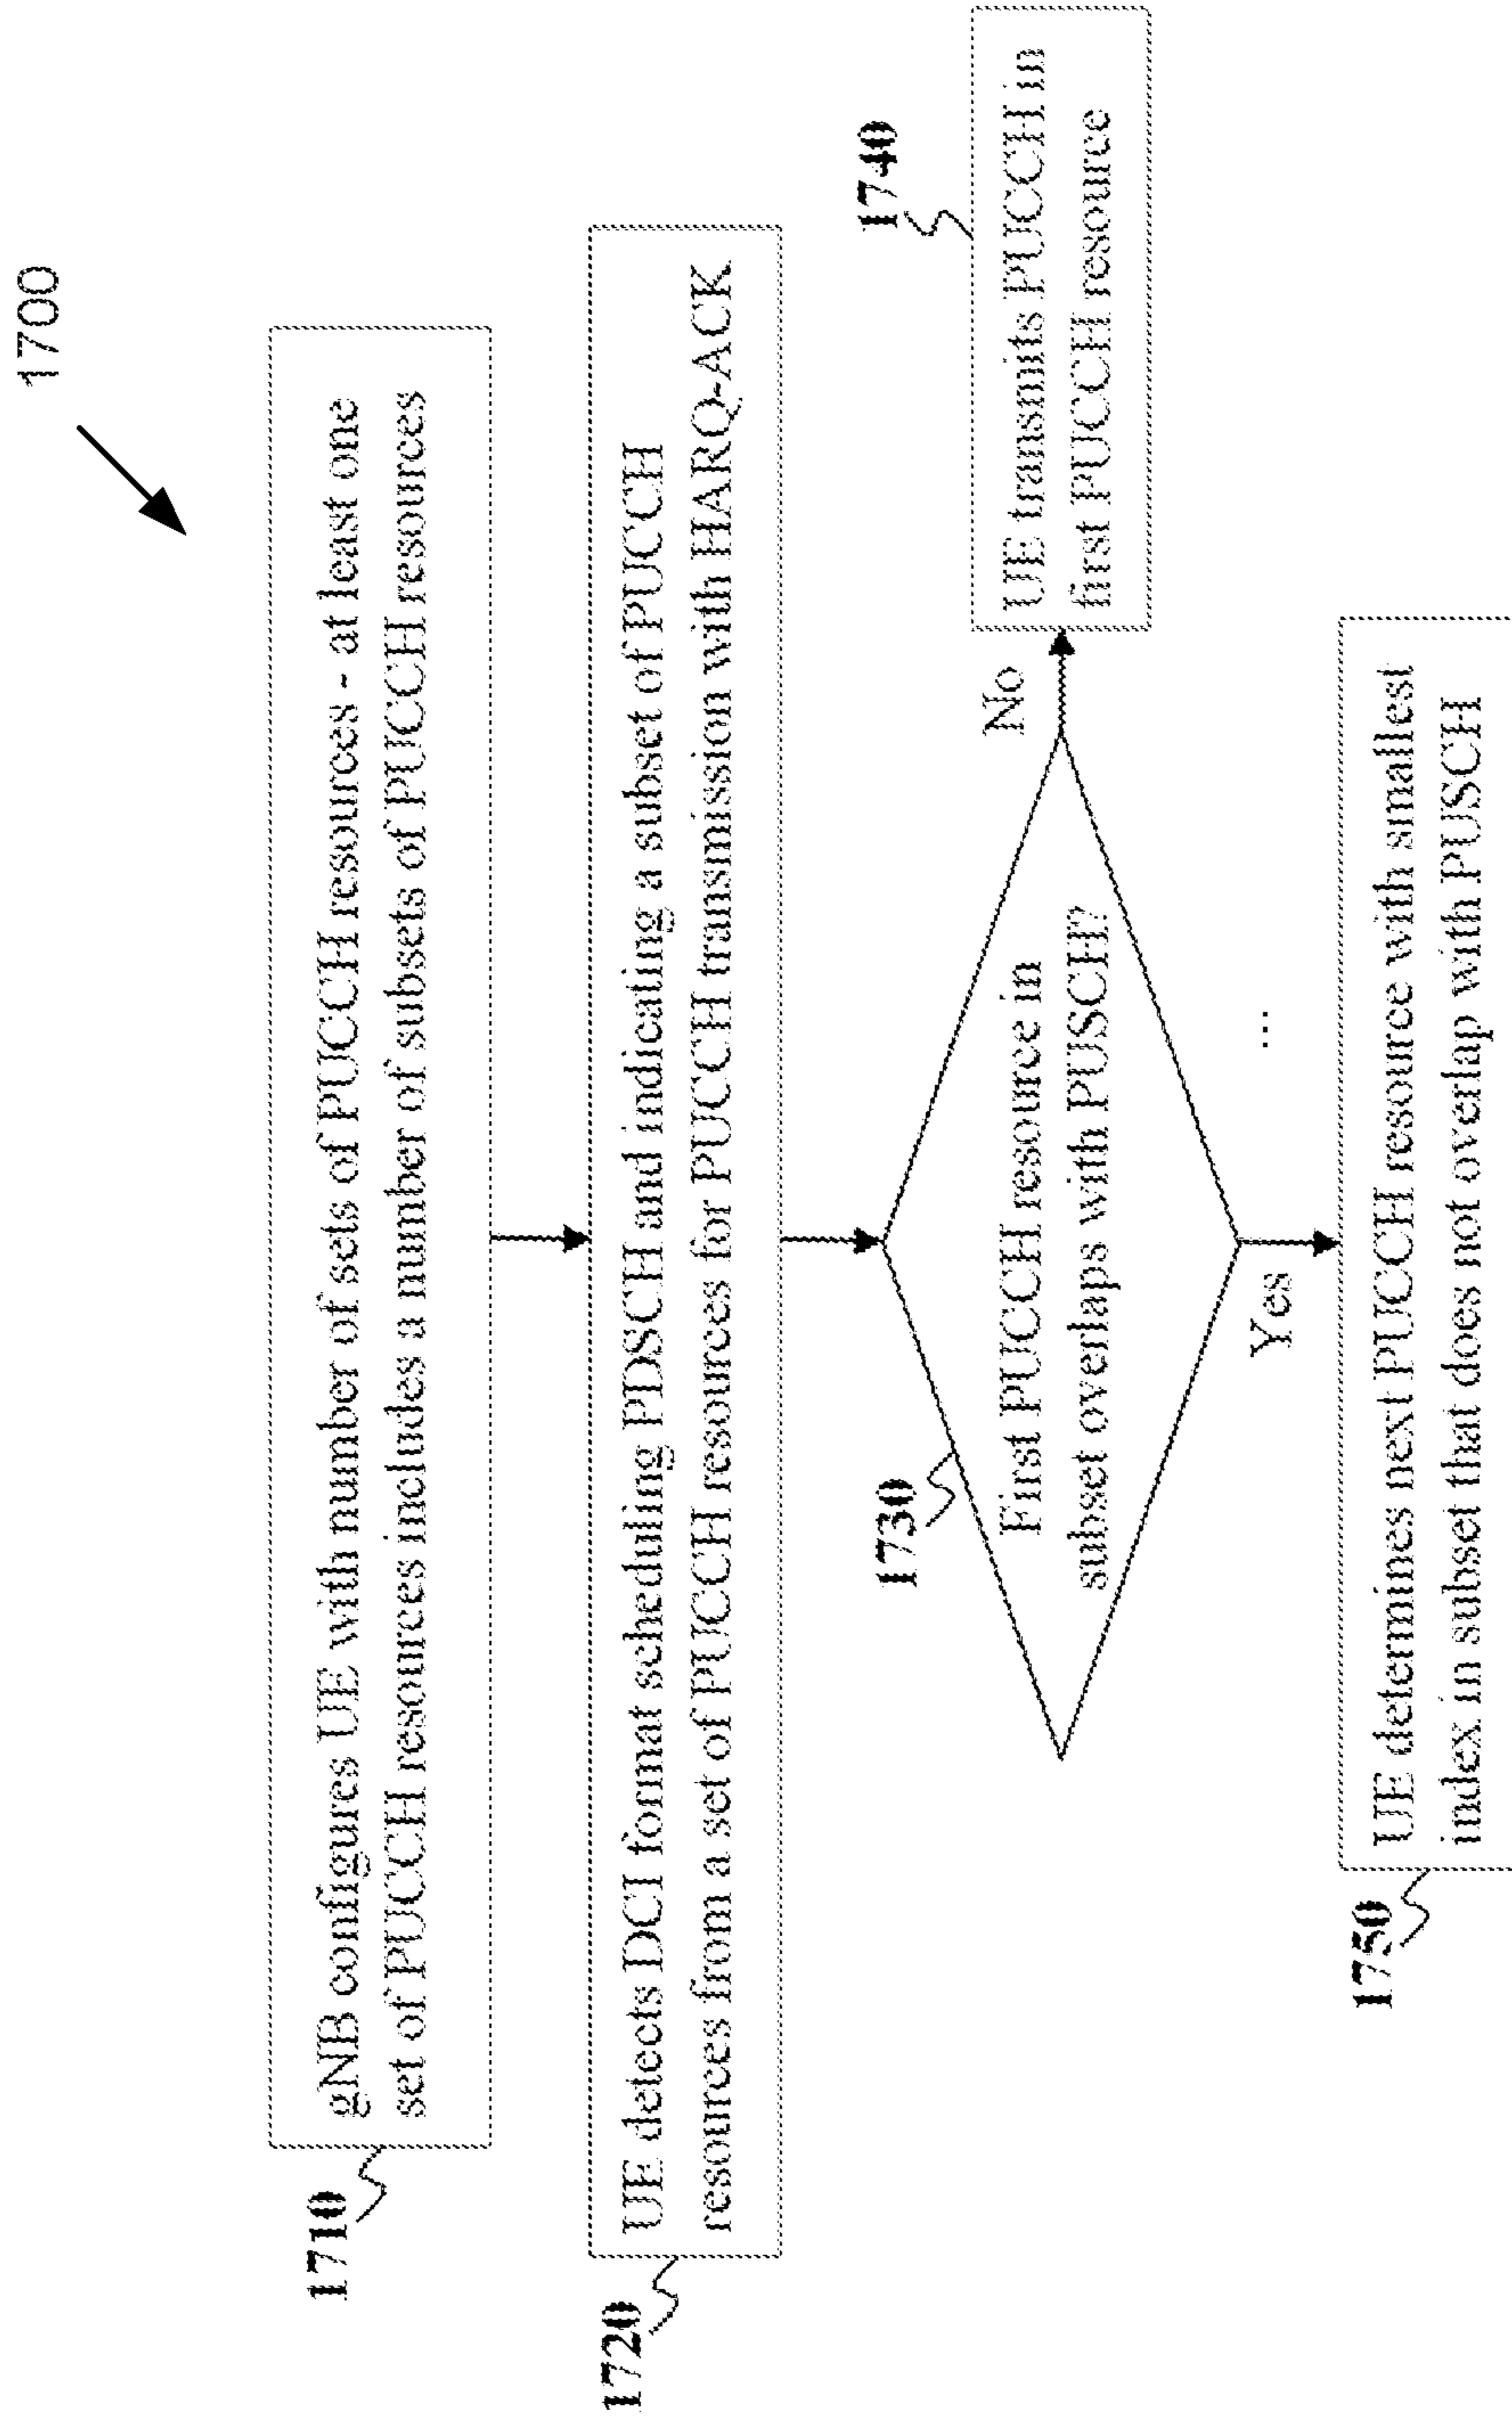 1700
1710
gNB configures UE with number of sets of PUCCH resources - at least one
set of PUCCH resources includes a number of subsets of PUCCH resources
1720
UE detects DCI format scheduling PDSCH and indicating a subset of PUCCH
resources from a set of PUCCH resources for PUCCH transmission with HARQ-ACK
1730
First PUCCH resource in
subset overlaps with PUSCH?
No
1740
UE transmits PUCCH in
first PUCCH resource
Yes
...
1750
UE determines next PUCCH resource with smallest
index in subset that does not overlap with PUSCH